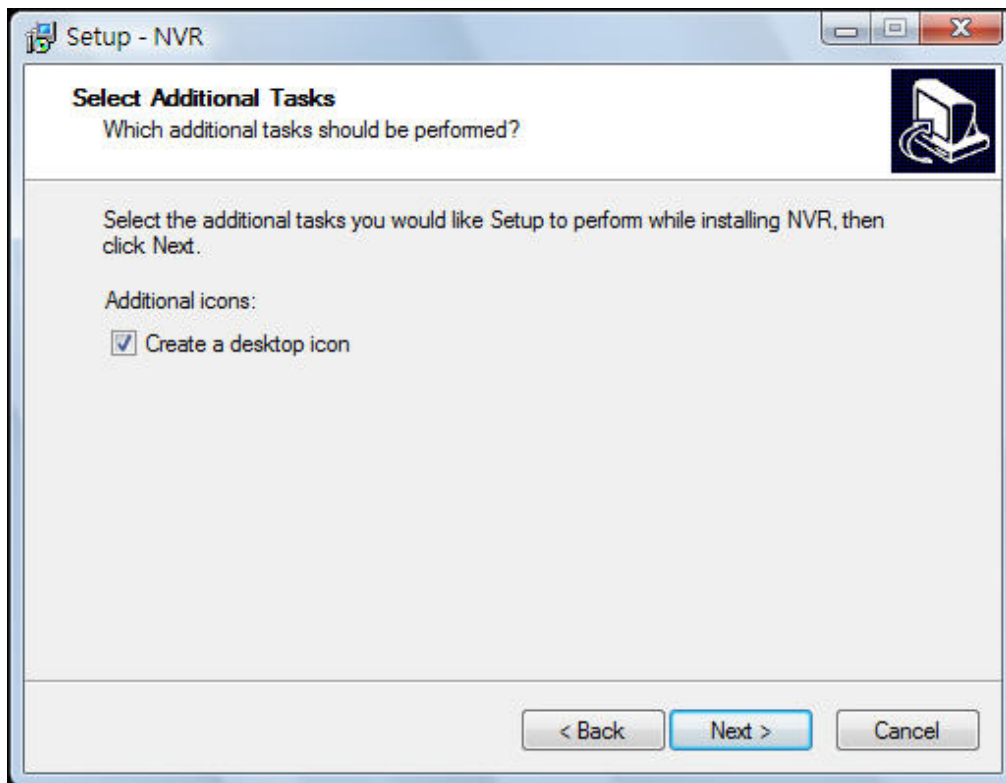 Setup - NVR
Select Additional Tasks
Which additional tasks should be performed?
Select the additional tasks you would like Setup to perform while installing NVR, then
click Next.
Additional icons:
Create a desktop icon
< Back
Next >
Cancel